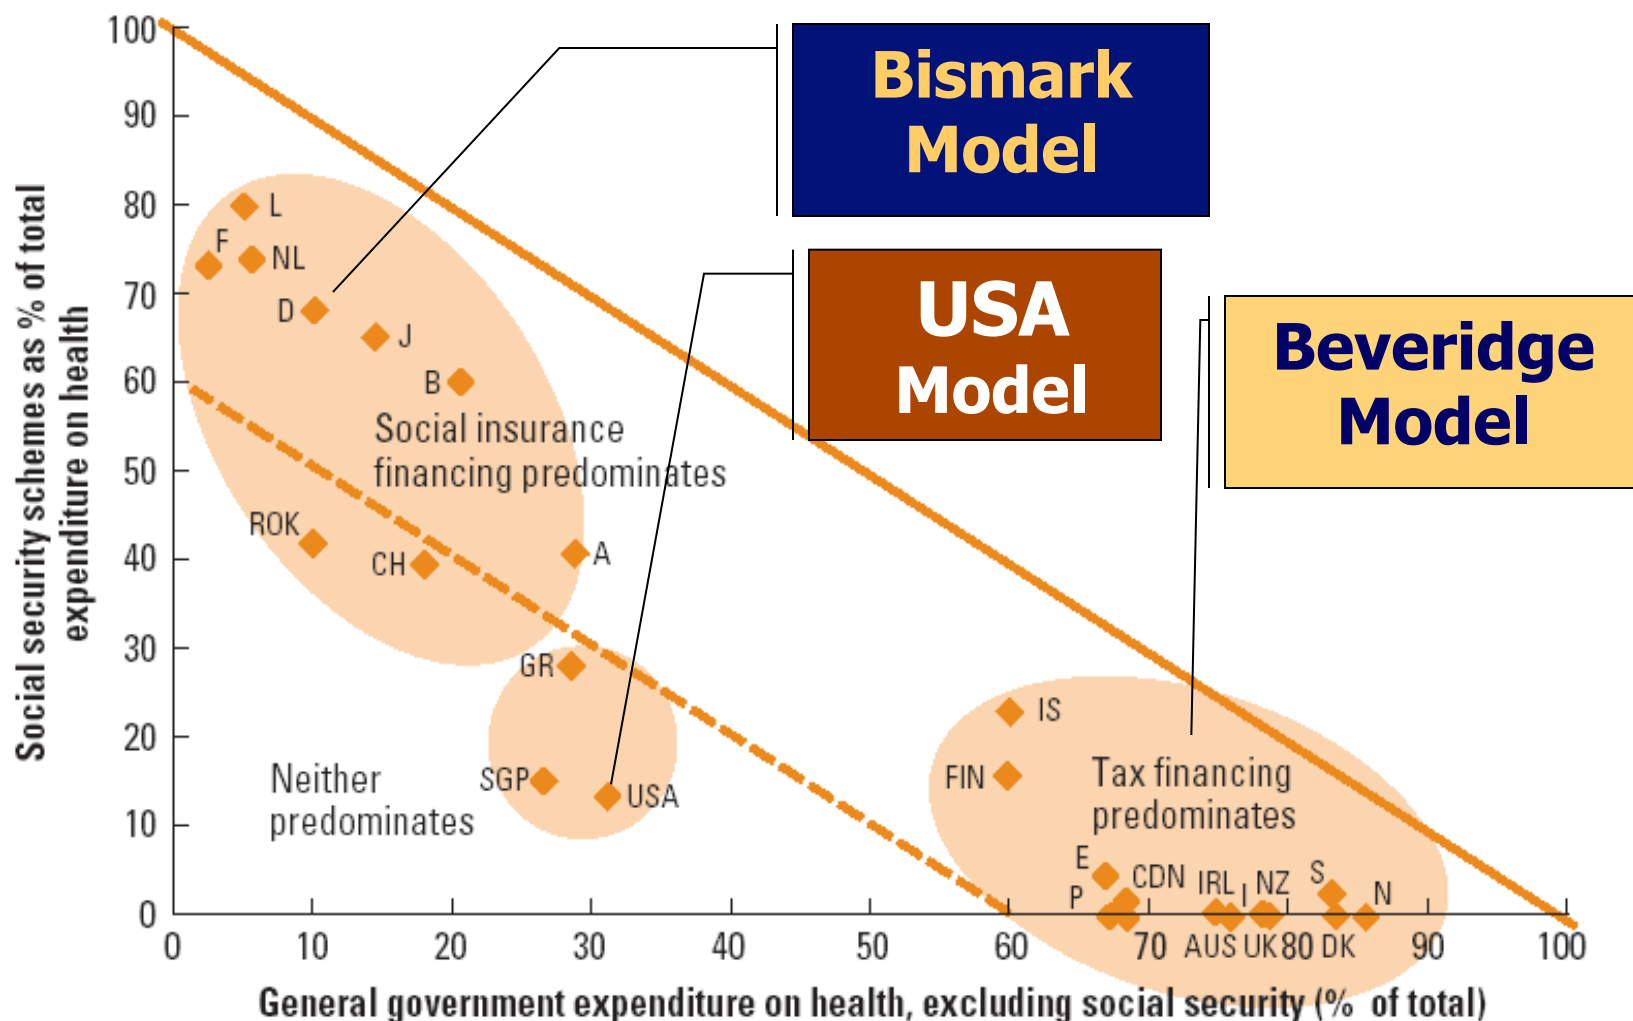 Bismark
Model
USA
Model
Beveridge
Model
Social security schemes as % of total
expenditure on health
100
90
80
70
60
50
40
30
20
10
0
L
F
NL
D
J
B
Social insurance
financing predominates
ROK
CH
A
GR
SGP
USA
Neither
predominates
IS
FIN
Tax financing
predominates
E
P
CDN
IRL
I
NZ
S
N
AUS
UK
DK
0
10
20
30
40
50
60
70
80
90
100
General government expenditure on health, excluding social security (% of total)